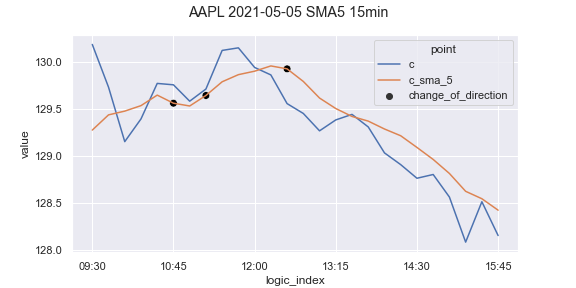 AAPL 2021-05-05 SMA5 15min
point
c
c_sma_5
change_of_direction
130.0
129.5
129.0
128.5
128.0
value
09:30 10:45 12:00 13:15 14:30 15:45
logic_index